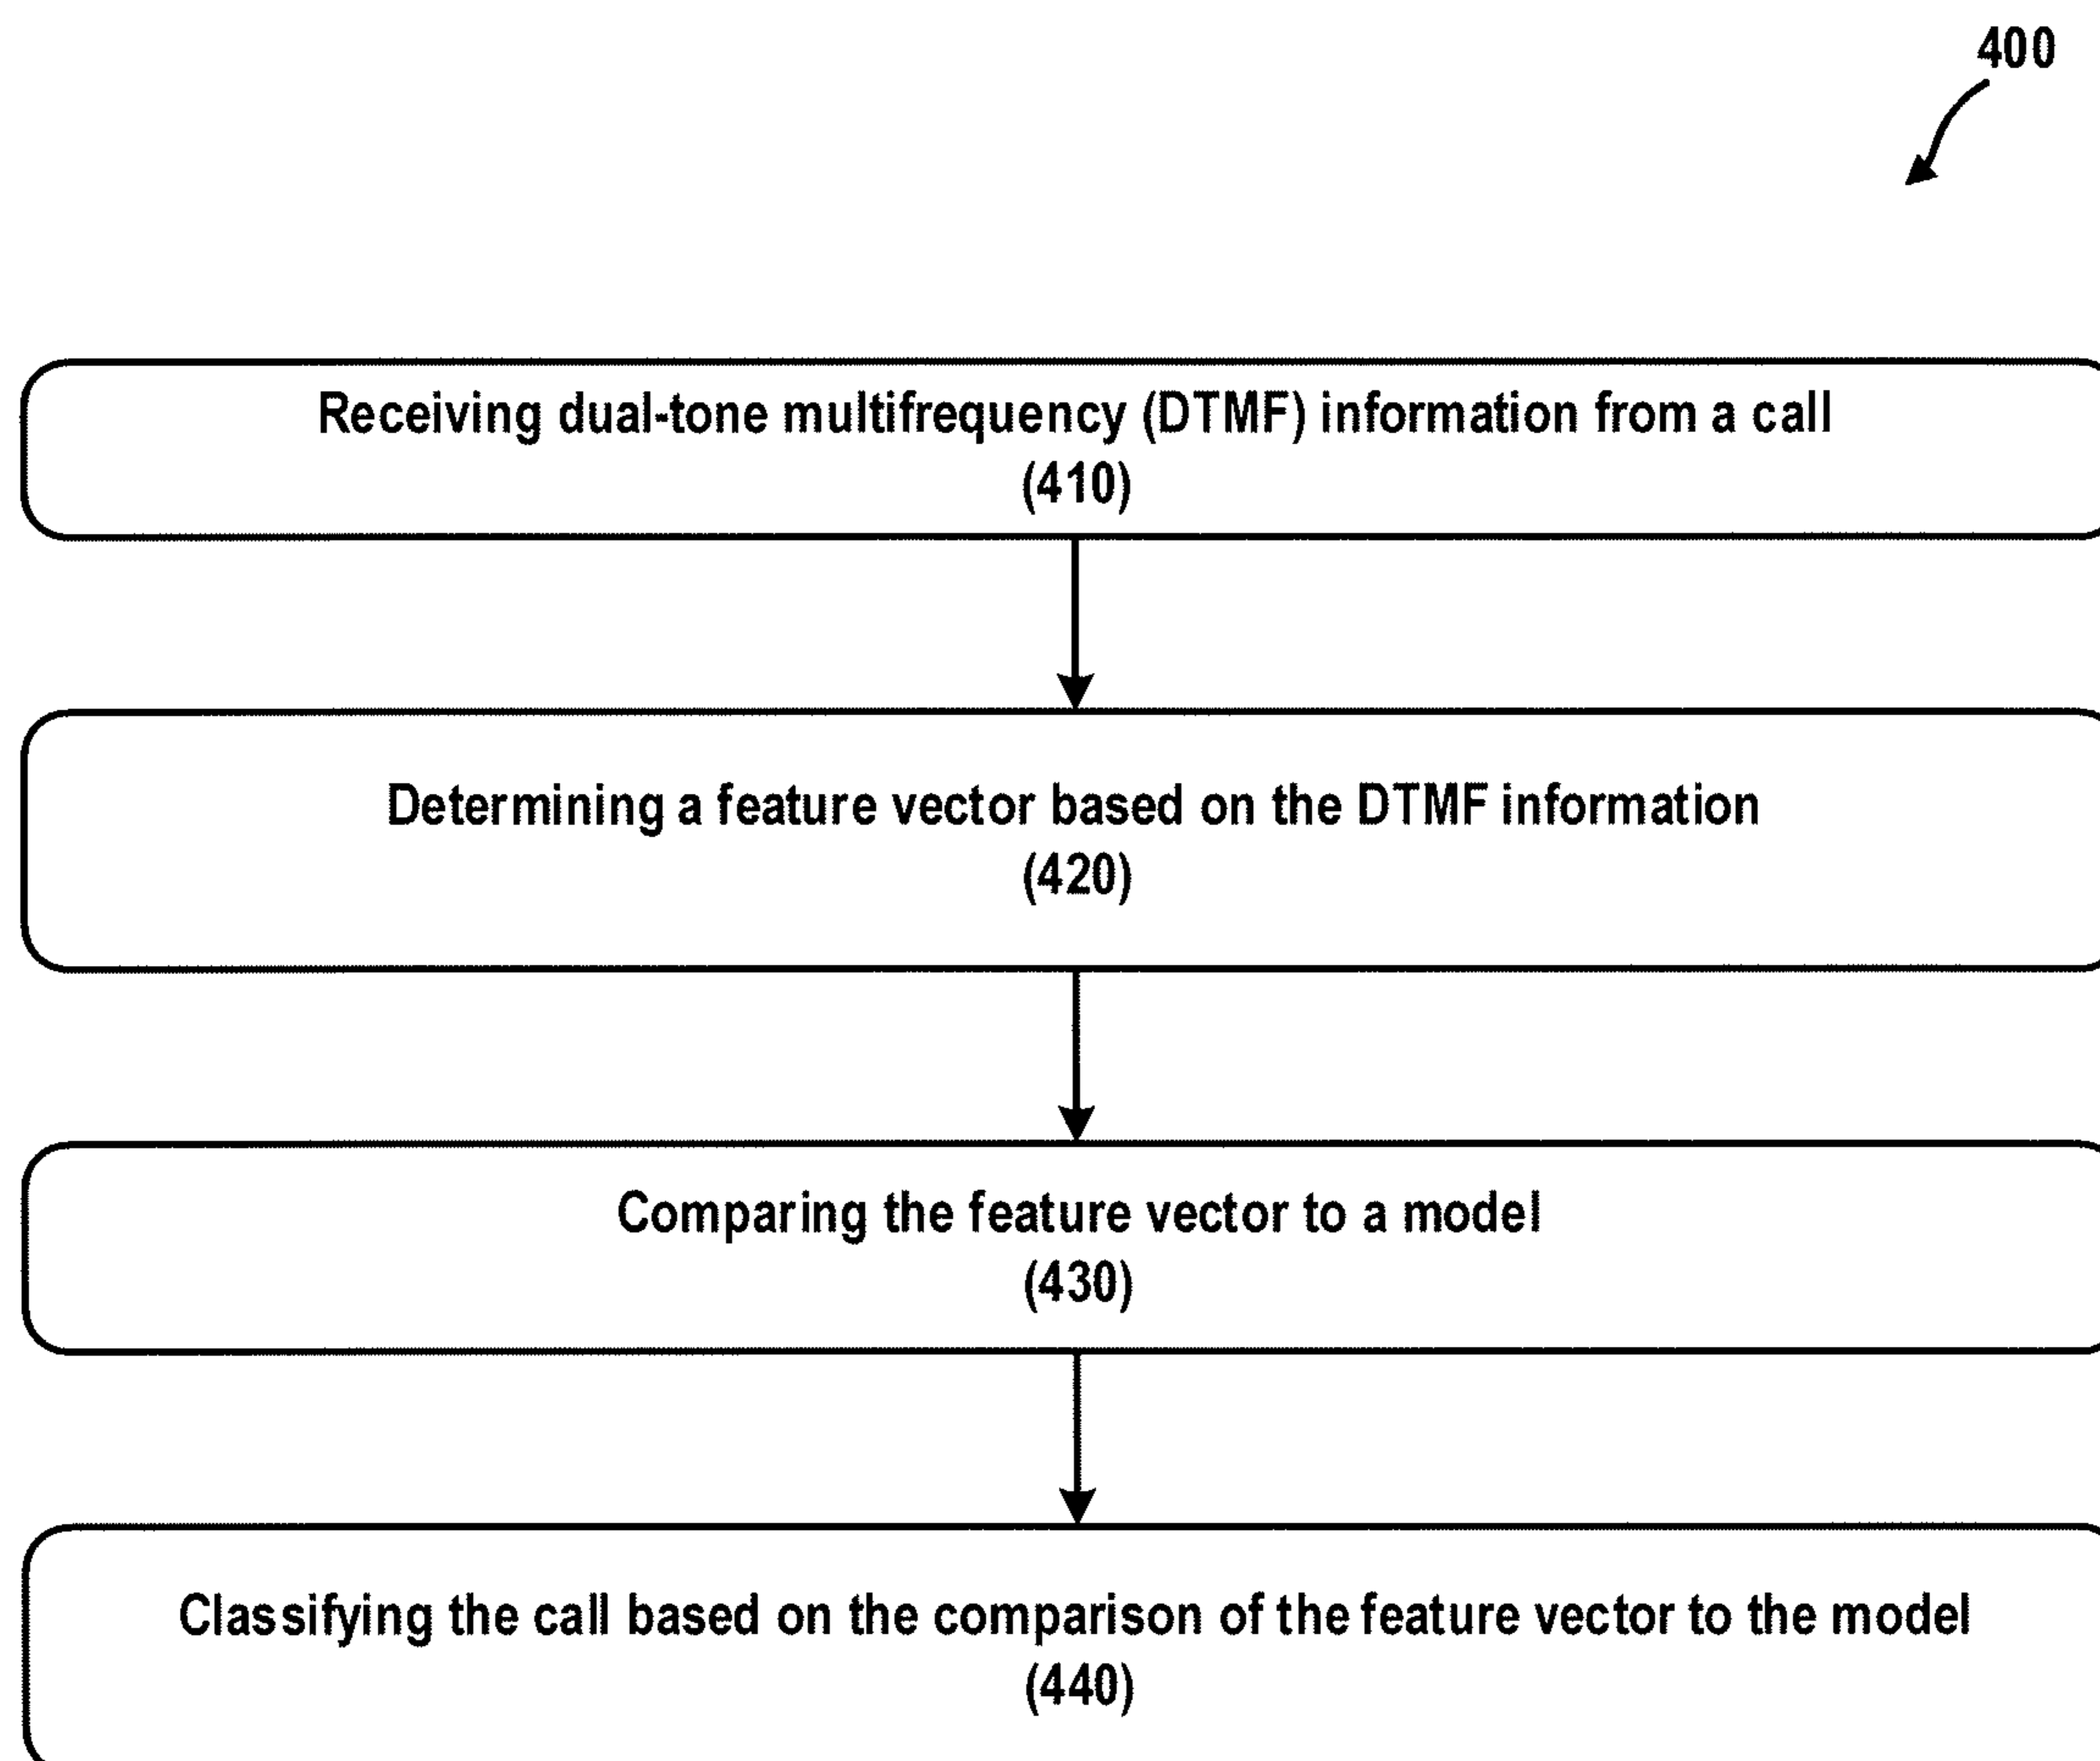 400
Receiving dual-tone multifrequency (DTMF) information from a call
(410)
Determining a feature vector based on the DTMF information
(420)
Comparing the feature vector to a model
(430)
Classifying the call based on the comparison of the feature vector to the model
(440)